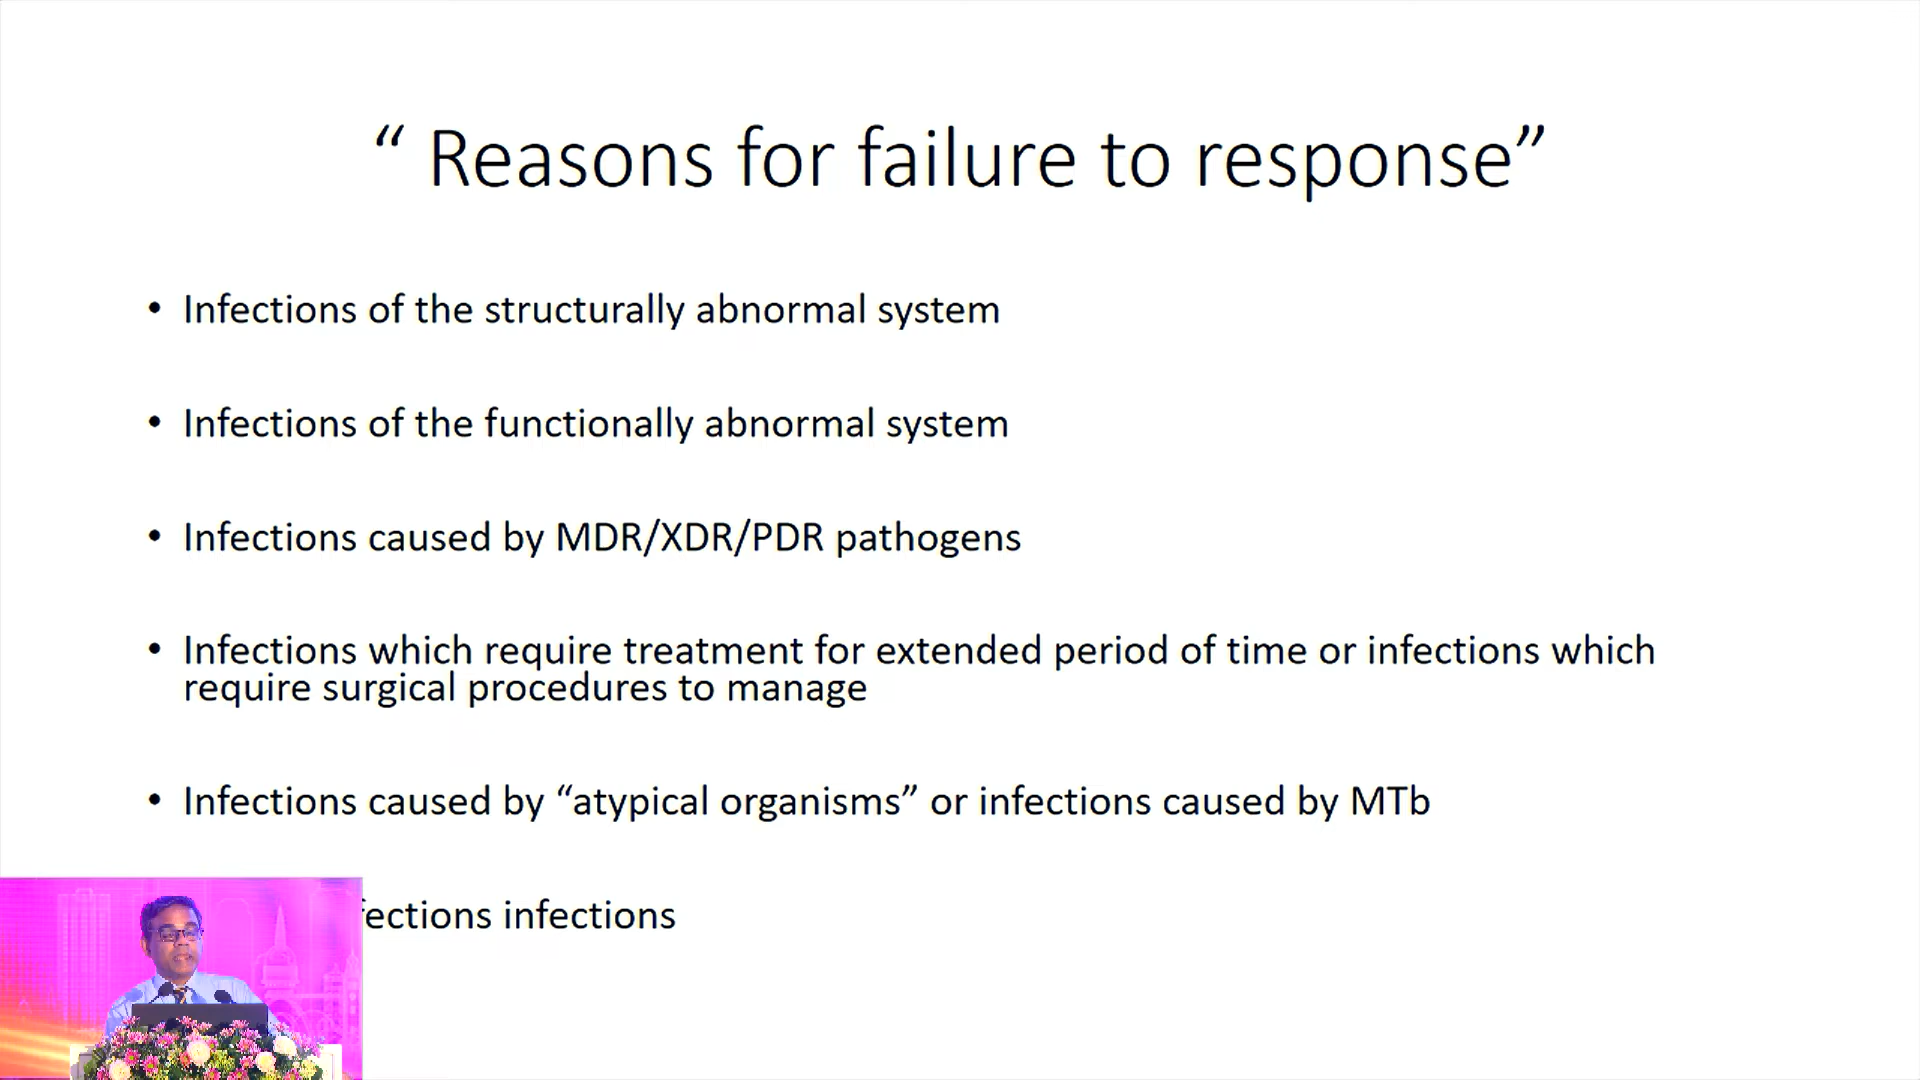 “ Reasons for failure to response”
• Infections of the structurally abnormal system
• Infections of the functionally abnormal system
• Infections caused by MDR/XDR/PDR pathogens
• Infections which require treatment for extended period of time or infections which
require surgical procedures to manage
• Infections caused by “atypical organisms” or infections caused by MTb
infections